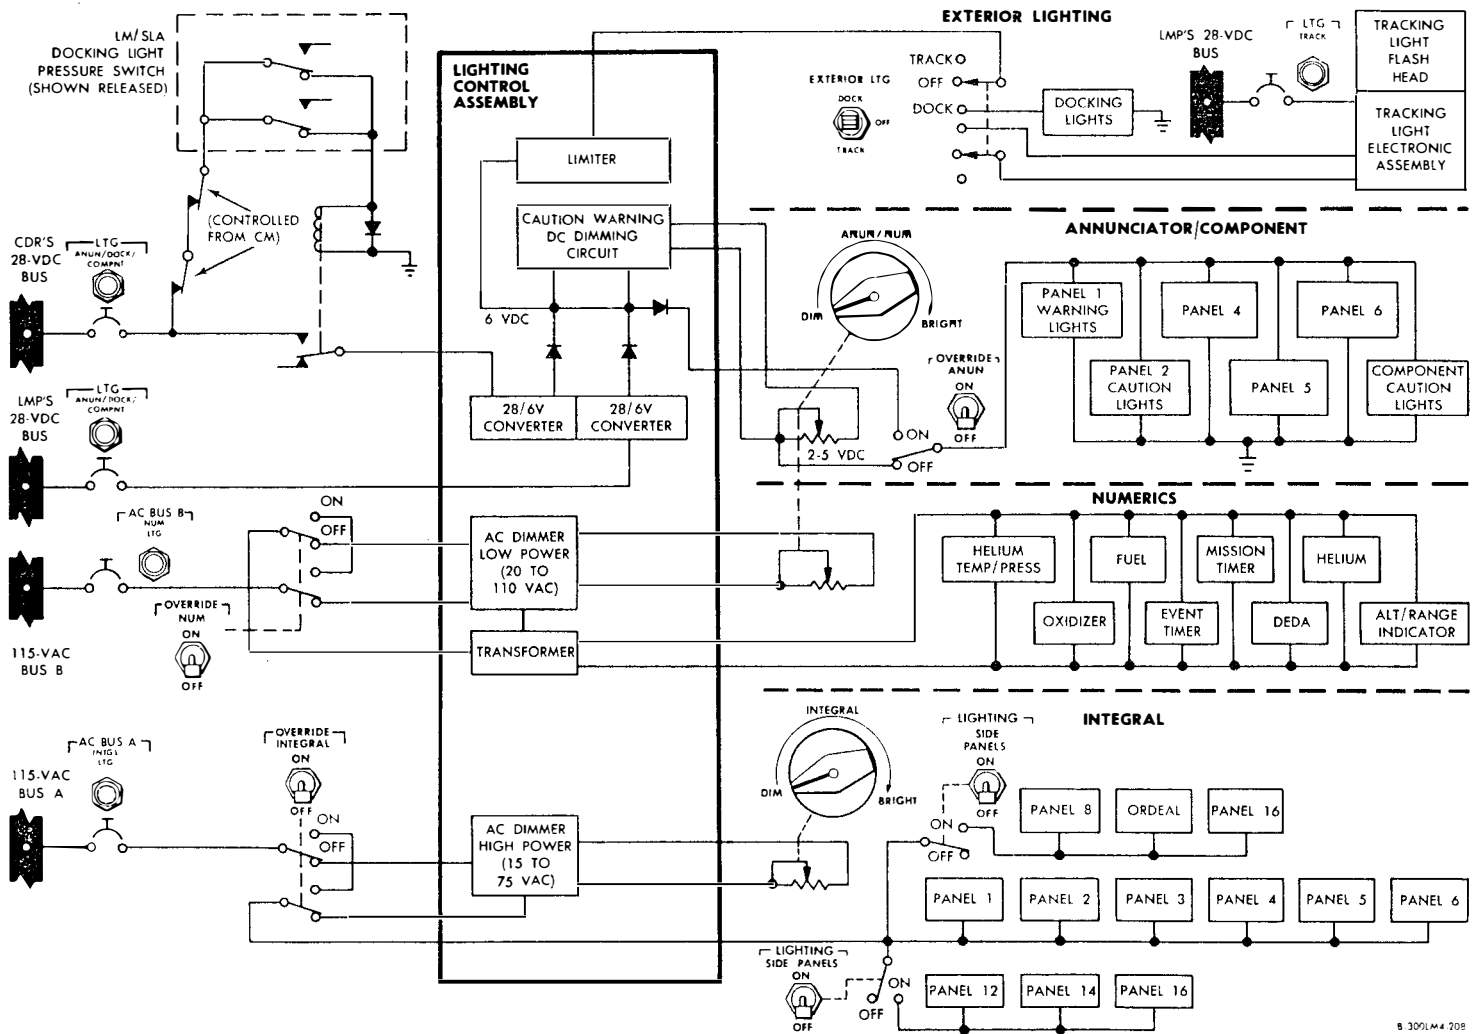 LM/SLA
DOCKING LIGHT
PRESSURE SWITCH
(SHOWN RELEASED)
(CONTROLLED
FROM CM)
CDR'S
28-VDC
BUS
LTG
ANUN/DOCK/
COMPNT
LMP'S
28-VDC
BUS
LTG
ANUN/DOCK/
COMPNT
AC BUS B
NUM
LTG
115-VAC
BUS B
OVERRIDE
NUM
ON
OFF
ON
OFF
AC BUS A
INTGL
LTG
115-VAC
BUS A
OVERRIDE
INTEGRAL
ON
OFF
ON
OFF
LIGHTING
CONTROL
ASSEMBLY
LIMITER
CAUTION WARNING
DC DIMMING
CIRCUIT
6 VDC
28/6V
CONVERTER
28/6V
CONVERTER
AC DIMMER
LOW POWER
(20 TO
110 VAC)
TRANSFORMER
AC DIMMER
HIGH POWER
(15 TO
75 VAC)
EXTERIOR LIGHTING
EXTERIOR LTG
DOCK
OFF
TRACK
TRACK
OFF
DOCK
DOCKING
LIGHTS
LMP'S 28-VDC
BUS
LTG
TRACK
TRACKING
LIGHT
FLASH
HEAD
TRACKING
LIGHT
ELECTRONIC
ASSEMBLY
ANNUNCIATOR/COMPONENT
ANUN/NUM
DIM
BRIGHT
OVERRIDE
ANUN
ON
OFF
ON
OFF
2-5 VDC
PANEL 1
WARNING
LIGHTS
PANEL 4
PANEL 6
PANEL 2
CAUTION
LIGHTS
PANEL 5
COMPONENT
CAUTION
LIGHTS
NUMERICS
HELIUM
TEMP/PRESS
FUEL
MISSION
TIMER
HELIUM
OXIDIZER
EVENT
TIMER
DEDA
ALT/RANGE
INDICATOR
INTEGRAL
INTEGRAL
DIM
BRIGHT
LIGHTING
SIDE
PANELS
ON
OFF
ON
OFF
PANEL 8
ORDEAL
PANEL 16
PANEL 1
PANEL 2
PANEL 3
PANEL 4
PANEL 5
PANEL 6
LIGHTING
SIDE PANELS
ON
OFF
ON
OFF
PANEL 12
PANEL 14
PANEL 16